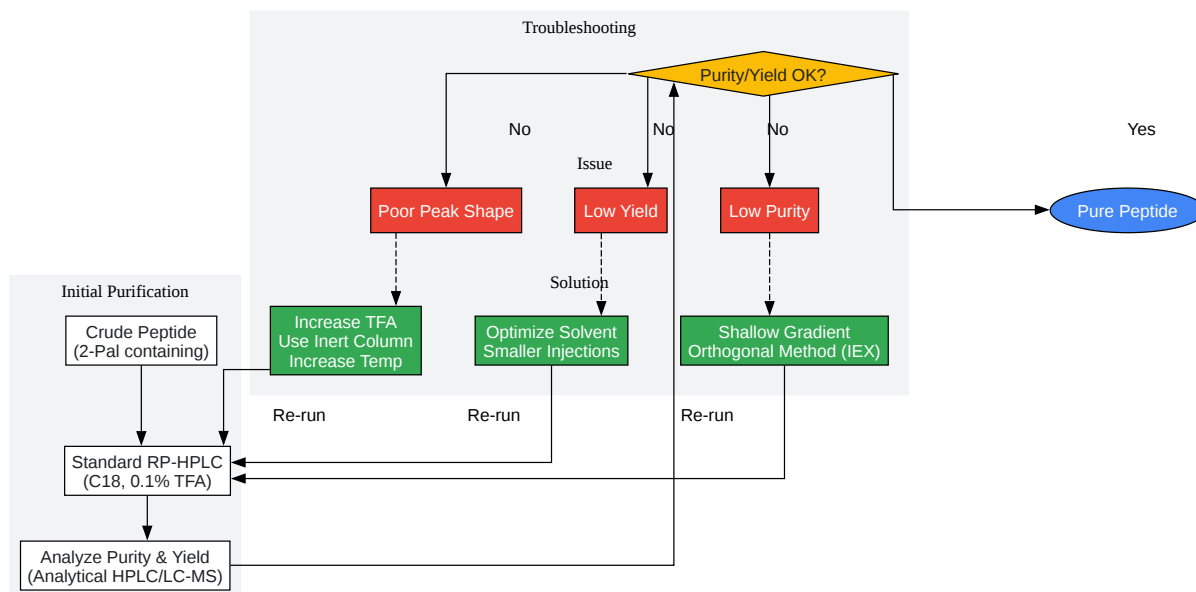 Troubleshooting
Purity/Yield OK?
No
No
No
Yes
Issue
Poor Peak Shape
Low Yield
Low Purity
Pure Peptide
Solution
Initial Purification
Crude Peptide
(2-Pal containing)
Increase TFA
Use Inert Column
Increase Temp
Optimize Solvent
Smaller Injections
Shallow Gradient
Orthogonal Method (IEX)
Re-run
Re-run
Re-run
Standard RP-HPLC
(C18, 0.1% TFA)
Analyze Purity & Yield
(Analytical HPLC/LC-MS)